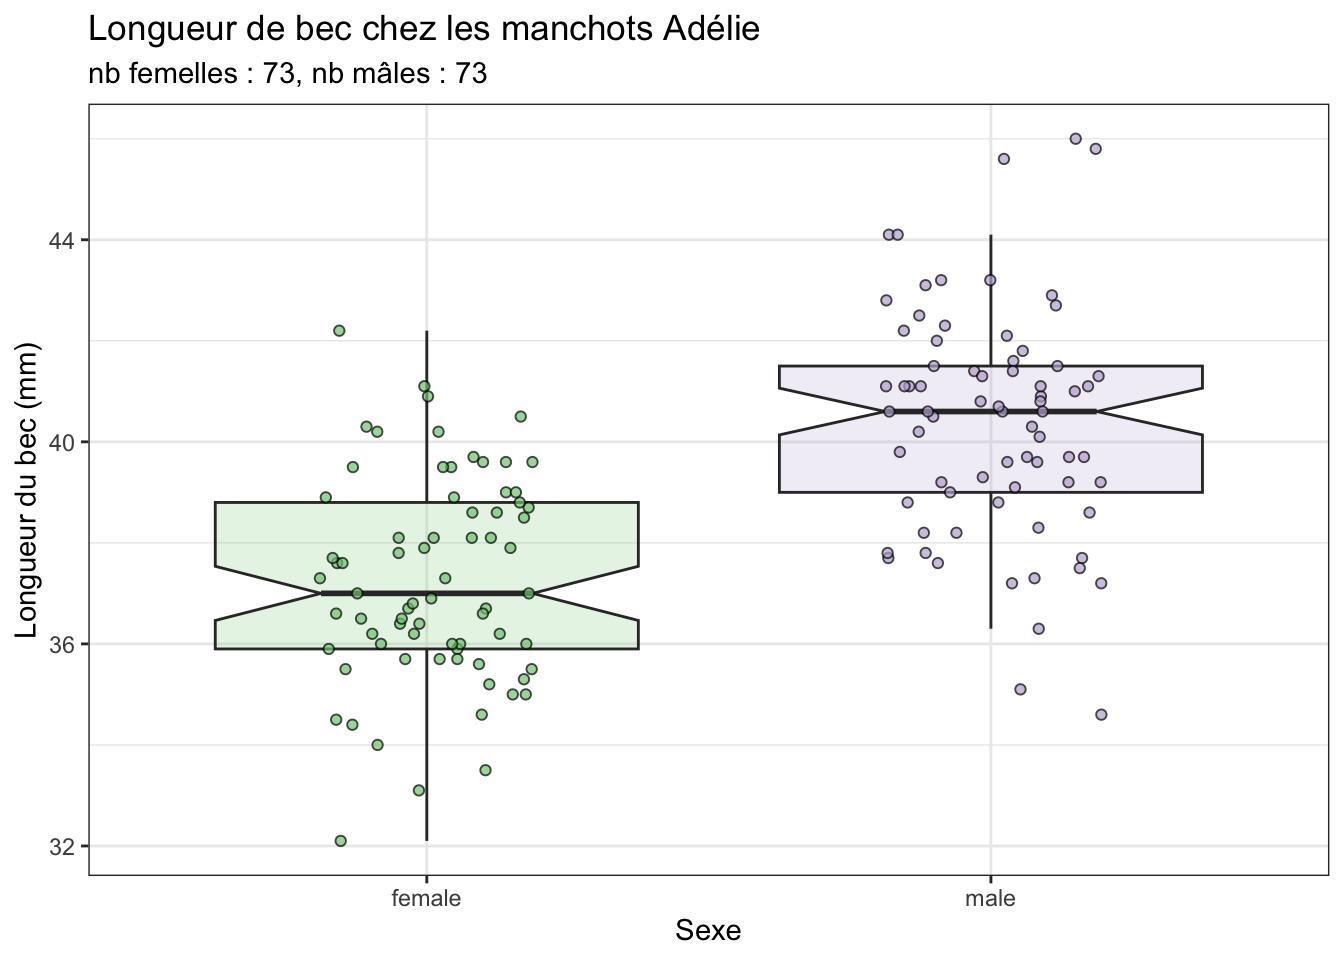 Longueur de bec chez les manchots Adélie
nb femelles : 73, nb mâles : 73
Longueur du bec (mm)
44
40
36
32
female
male
Sexe